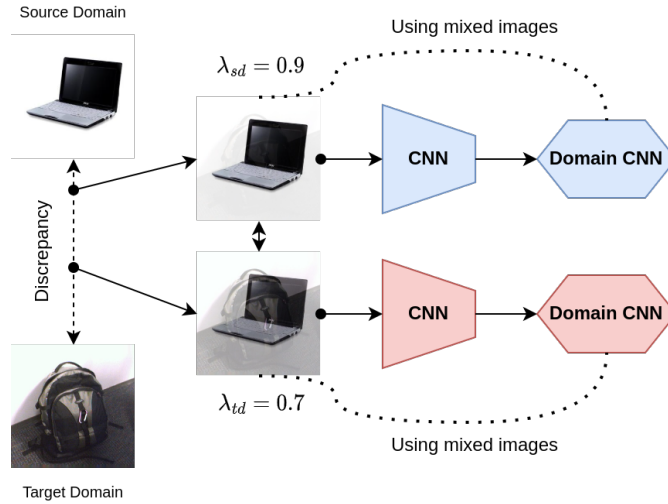 Source Domain
Using mixed images
λ_sd = 0.9
CNN
Domain CNN
Discrepancy
CNN
Domain CNN
λ_td = 0.7
Using mixed images
Target Domain